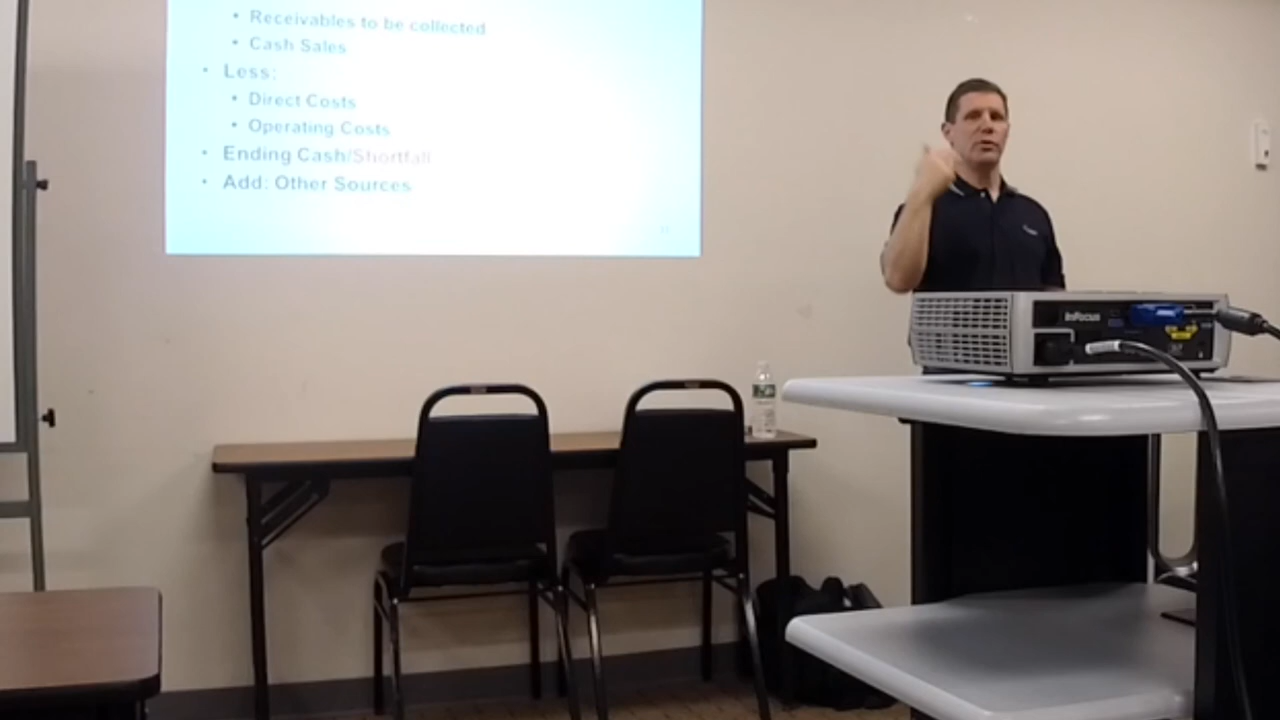 • Receivables to be collected
• Cash Sales
• Less:
• Direct Costs
• Operating Costs
• Ending Cash/Shortfall
• Add: Other Sources
InFocus